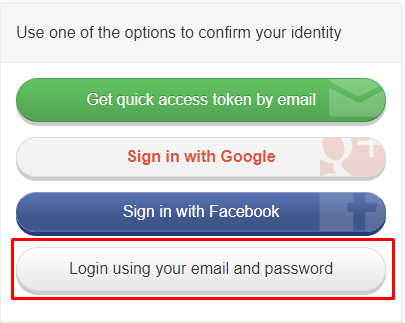 Use one of the options to confirm your identity
Get quick access token by email
Sign in with Google
Sign in with Facebook
Login using your email and password